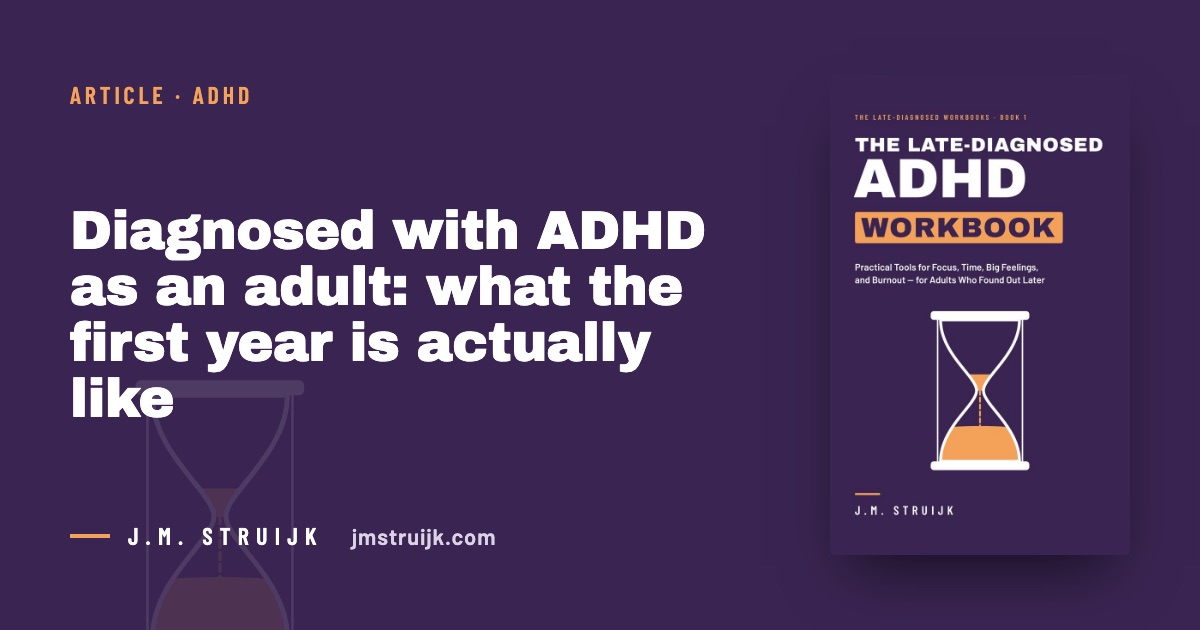 ARTICLE · ADHD
Diagnosed with ADHD
as an adult: what the
first year is actually
like
J.M. STRUIJK jmstruijk.com
THE LATE-DIAGNOSED WORKBOOKS · BOOK 1
THE LATE-DIAGNOSED
ADHD
WORKBOOK
Practical Tools for Focus, Time, Big Feelings,
and Burnout — for Adults Who Found Out Later
J.M. STRUIJK